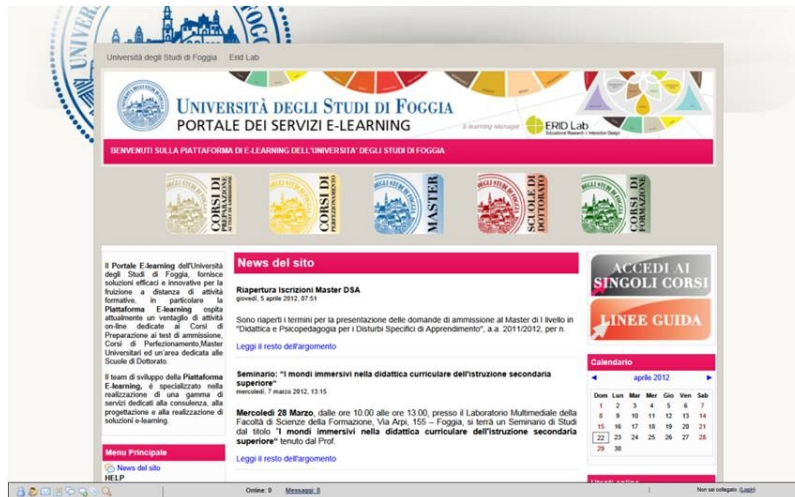 Università degli Studi di Foggia Erid Lab
UNIVERSITÀ DEGLI STUDI DI FOGGIA
PORTALE DEI SERVIZI E-LEARNING
E-learning Manager
ERID Lab
Educational Research & Interaction Design
BENVENUTI SULLA PIATTAFORMA DI E-LEARNING DELL'UNIVERSITA' DEGLI STUDI DI FOGGIA
CORSI DI
PREPARAZIONE
AI TEST DI AMMISSIONE
CORSI DI
PERFEZIONAMENTO
MASTER
SCUOLE DI
DOTTORATO
CORSI DI
FORMAZIONE
Il Portale E-learning dell'Università
degli Studi di Foggia, fornisce
soluzioni efficaci e innovative per la
fruizione a distanza di attività
formative, in particolare la
Piattaforma E-learning ospita
attualmente un ventaglio di attività
on-line dedicate ai Corsi di
Preparazione ai test di ammissione,
Corsi di Perfezionamento,Master
Universitari ed un'area dedicata alle
Scuole di Dottorato.
Il team di sviluppo della Piattaforma
E-learning, è specializzato nella
realizzazione di una gamma di
servizi dedicati alla consulenza, alla
progettazione e alla realizzazione di
soluzioni e-learning.
Menu Principale
News del sito
HELP
News del sito
Riapertura Iscrizioni Master DSA
giovedì, 5 aprile 2012, 07:51
Sono riaperti i termini per la presentazione delle domande di ammissione al Master di I livello in
"Didattica e Psicopedagogia per i Disturbi Specifici di Apprendimento", a.a. 2011/2012, per n.
Leggi il resto dell'argomento
Seminario: "I mondi immersivi nella didattica curriculare dell'istruzione secondaria
superiore"
mercoledì, 7 marzo 2012, 13:15
Mercoledì 28 Marzo, dalle ore 10.00 alle ore 13.00, presso il Laboratorio Multimediale della
Facoltà di Scienze della Formazione, Via Arpi, 155 – Foggia, si terrà un Seminario di Studi
dal titolo "I mondi immersivi nella didattica curriculare dell'istruzione secondaria
superiore" tenuto dal Prof.
Leggi il resto dell'argomento
ACCEDI AI
SINGOLI CORSI
LINEE GUIDA
Calendario
aprile 2012
Dom Lun Mar Mer Gio Ven Sab
1 2 3 4 5 6 7
8 9 10 11 12 13 14
15 16 17 18 19 20 21
22 23 24 25 26 27 28
29 30
Utenti online
Online: 0 Messaggi: 0
Non sei collegato. (Login)